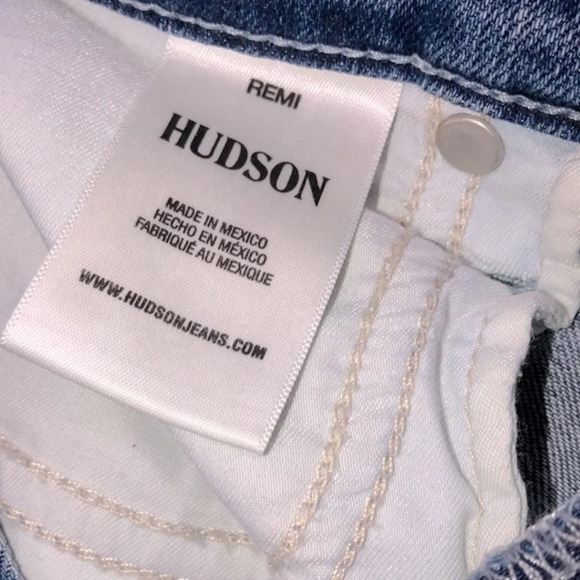 REMI
HUDSON
MADE IN MEXICO
HECHO EN MÉXICO
FABRIQUÉ AU MEXIQUE
WWW.HUDSONJEANS.COM